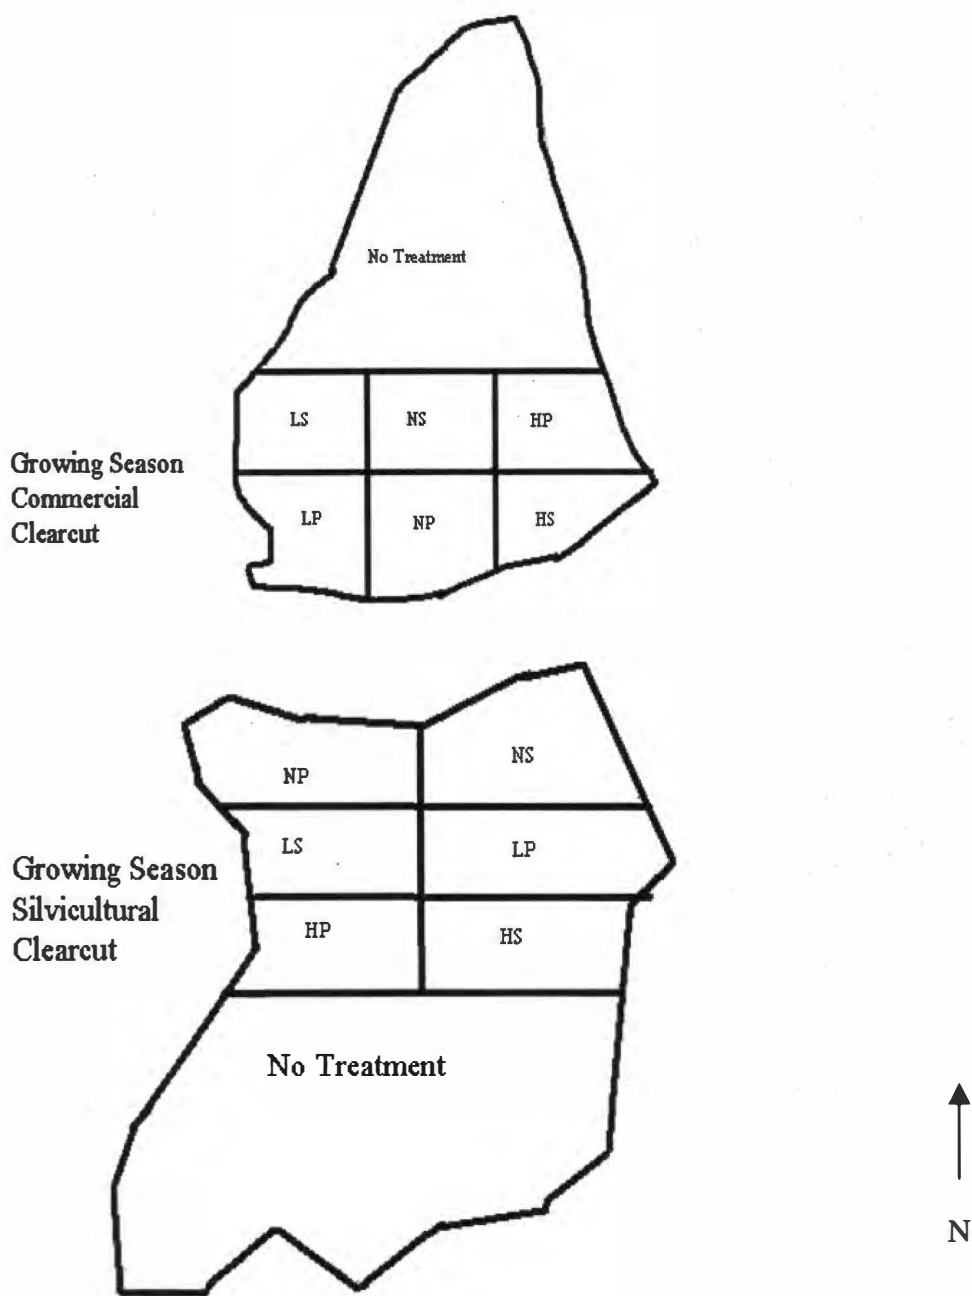 No Treatment
LS NS HP
Growing Season
Commercial
Clearcut
LP NP HS
NP NS
LS LP
Growing Season
Silvicultural
Clearcut
HP HS
No Treatment
N